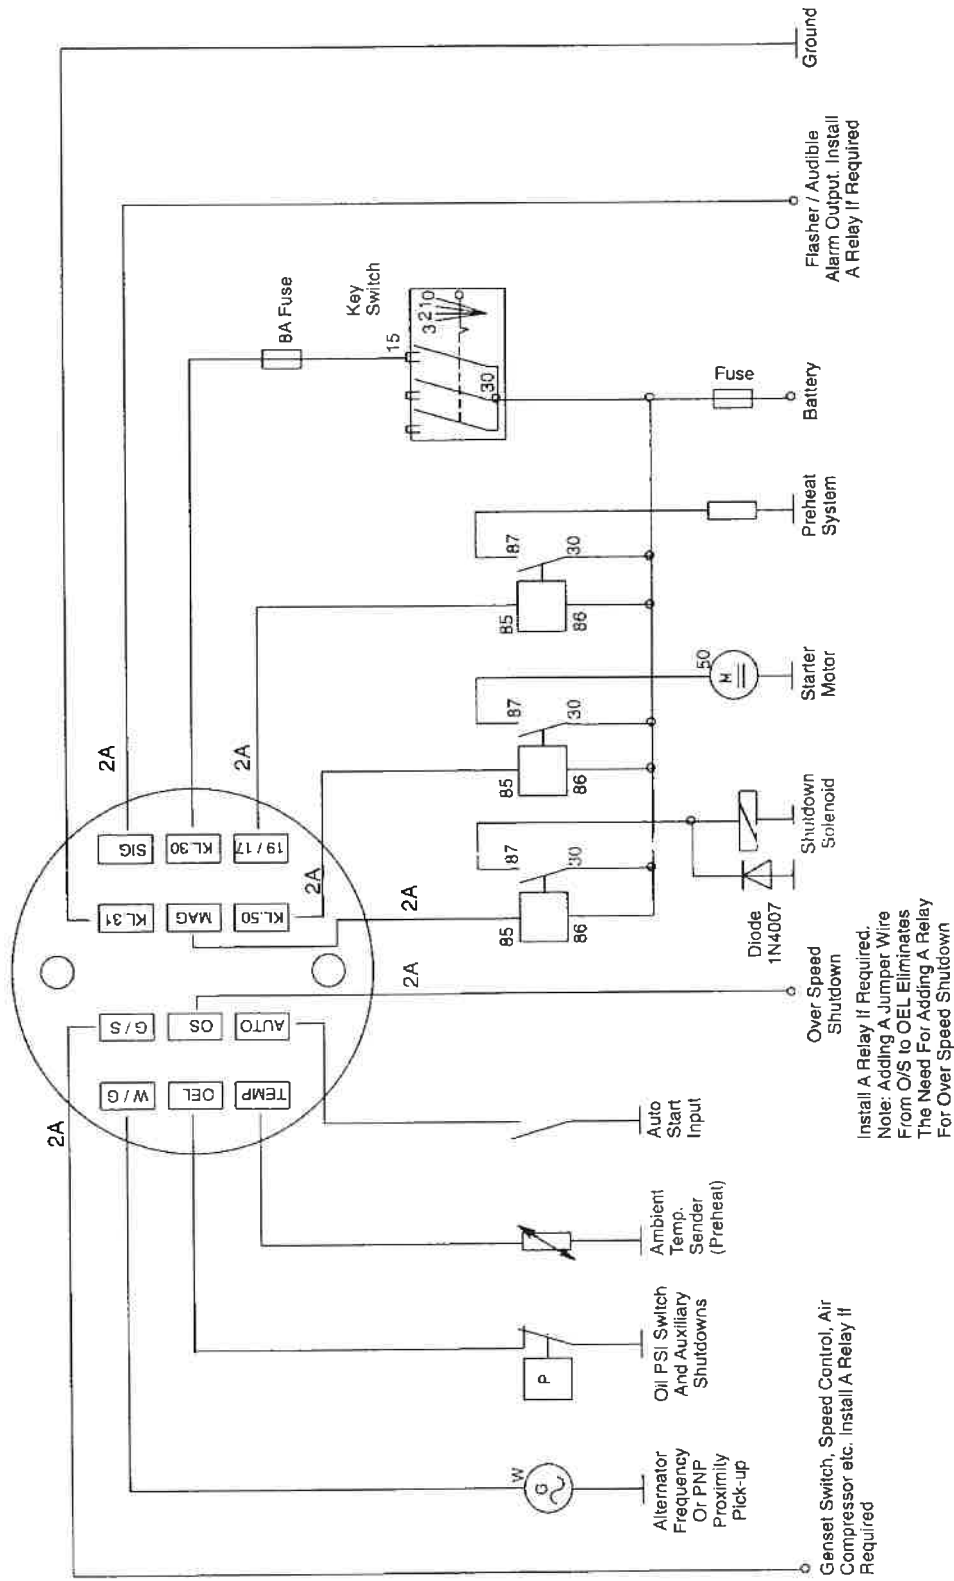 2A
W / G
OEL
TEMP
G / S
OS
AUTO
2A
KL.31
MAG
KL.50
2A
SIG
KL.30
19 / 17
2A
2A
2A
8A Fuse
Key
Switch
15
3 2 1 0
30
W
G
P
85
87
86
30
85
87
86
30
85
87
86
30
50
M
Fuse
Alternator
Frequency
Or PNP
Proximity
Pick-up
Oil PSI Switch
And Auxiliary
Shutdowns
Ambient
Temp.
Sender
(Preheat)
Auto
Start
Input
Diode
1N4007
Genset Switch, Speed Control, Air
Compressor etc. Install A Relay If
Required
Over Speed
Shutdown
Install A Relay If Required.
Note: Adding A Jumper Wire
From O/S to OEL Eliminates
The Need For Adding A Relay
For Over Speed Shutdown
Shutdown
Solenoid
Starter
Motor
Preheat
System
Battery
Flasher / Audible
Alarm Output. Install
A Relay If Required
Ground